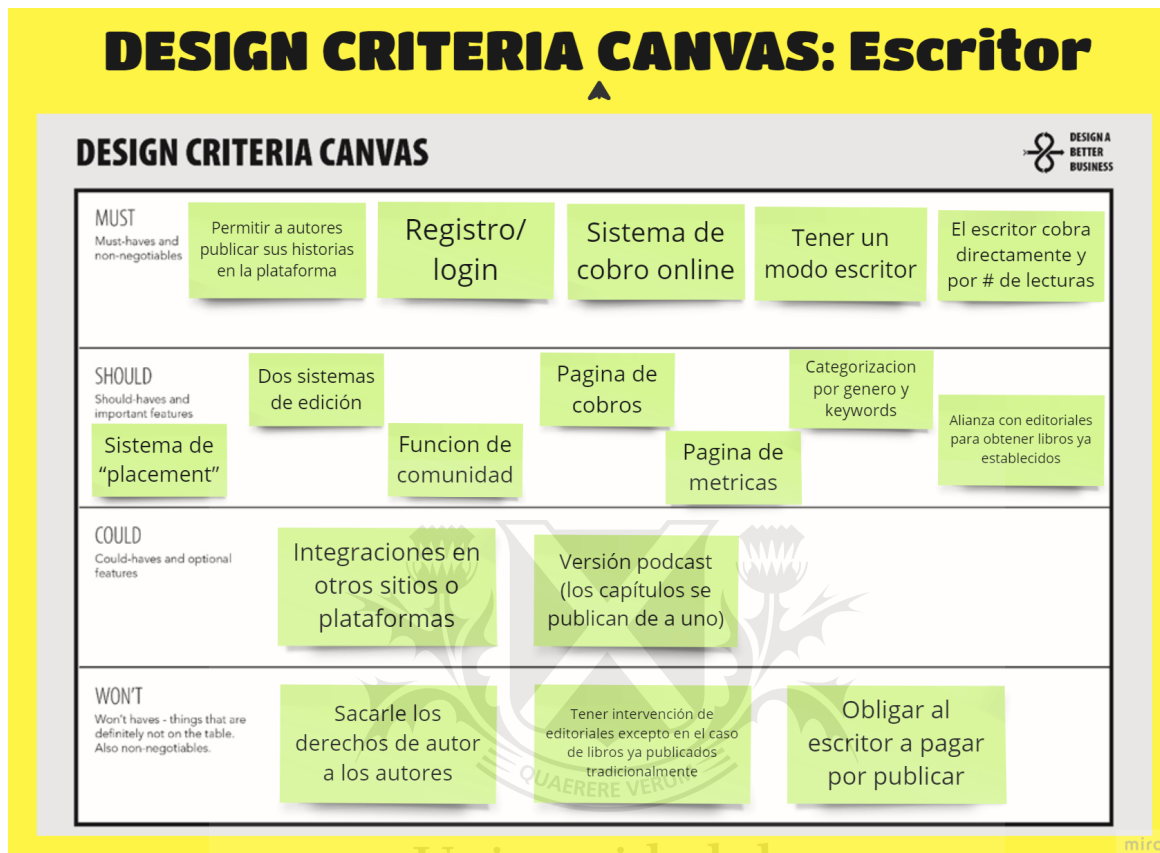 DESIGN CRITERIA CANVAS: Escritor
DESIGN CRITERIA CANVAS
DESIGN A
BETTER
BUSINESS
MUST
Must-haves and
non-negotiables
Permitir a autores
publicar sus historias
en la plataforma
Registro/
login
Sistema de
cobro online
Tener un
modo escritor
El escritor cobra
directamente y
por # de lecturas
SHOULD
Should-haves and
important features
Sistema de
“placement”
Dos sistemas
de edición
Funcion de
comunidad
Pagina de
cobros
Pagina de
metricas
Categorizacion
por genero y
keywords
Alianza con editoriales
para obtener libros ya
establecidos
COULD
Could-haves and optional
features
Integraciones en
otros sitios o
plataformas
Versión podcast
(los capítulos se
publican de a uno)
WON'T
Won't haves - things that are
definitely not on the table.
Also non-negotiables.
Sacarle los
derechos de autor
a los autores
Tener intervención de
editoriales excepto en el caso
de libros ya publicados
tradicionalmente
Obligar al
escritor a pagar
por publicar
QUAERERE VERUM
miro